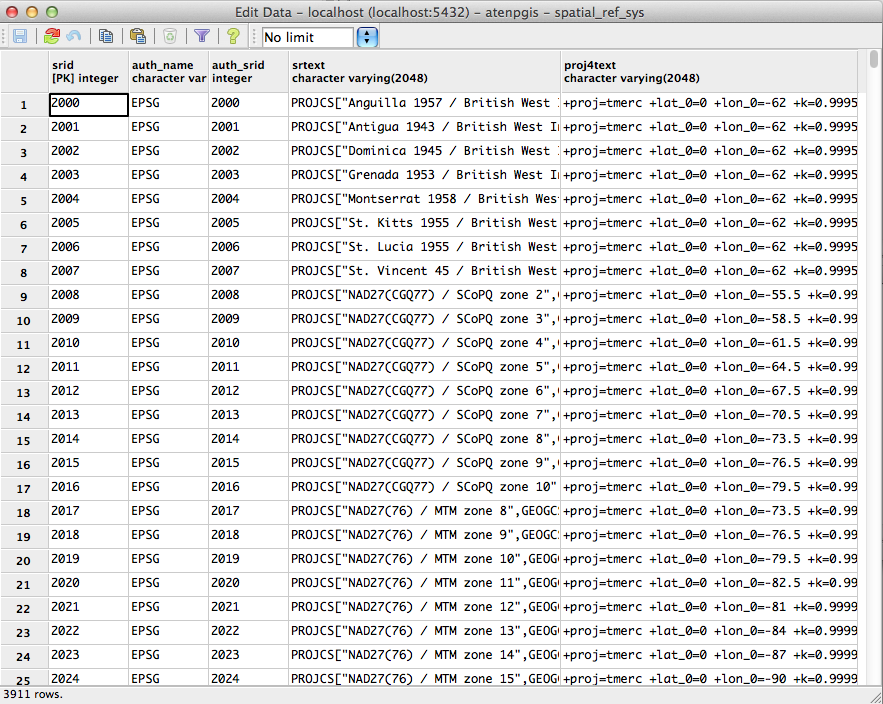 Edit Data – localhost (localhost:5432) – atenpgis – spatial_ref_sys
No limit
srid auth_name auth_srid srtext proj4text
[PK] integer character var integer character varying(2048) character varying(2048)
1 2000 EPSG 2000 PROJCS["Anguilla 1957 / British West I +proj=tmerc +lat_0=0 +lon_0=-62 +k=0.9995
2 2001 EPSG 2001 PROJCS["Antigua 1943 / British West In +proj=tmerc +lat_0=0 +lon_0=-62 +k=0.9995
3 2002 EPSG 2002 PROJCS["Dominica 1945 / British West I +proj=tmerc +lat_0=0 +lon_0=-62 +k=0.9995
4 2003 EPSG 2003 PROJCS["Grenada 1953 / British West In +proj=tmerc +lat_0=0 +lon_0=-62 +k=0.9995
5 2004 EPSG 2004 PROJCS["Montserrat 1958 / British Wes +proj=tmerc +lat_0=0 +lon_0=-62 +k=0.9995
6 2005 EPSG 2005 PROJCS["St. Kitts 1955 / British West +proj=tmerc +lat_0=0 +lon_0=-62 +k=0.9995
7 2006 EPSG 2006 PROJCS["St. Lucia 1955 / British West +proj=tmerc +lat_0=0 +lon_0=-62 +k=0.9995
8 2007 EPSG 2007 PROJCS["St. Vincent 45 / British West +proj=tmerc +lat_0=0 +lon_0=-62 +k=0.9995
9 2008 EPSG 2008 PROJCS["NAD27(CGQ77) / SCoPQ zone 2",G +proj=tmerc +lat_0=0 +lon_0=-55.5 +k=0.99
10 2009 EPSG 2009 PROJCS["NAD27(CGQ77) / SCoPQ zone 3",G +proj=tmerc +lat_0=0 +lon_0=-58.5 +k=0.99
11 2010 EPSG 2010 PROJCS["NAD27(CGQ77) / SCoPQ zone 4",G +proj=tmerc +lat_0=0 +lon_0=-61.5 +k=0.99
12 2011 EPSG 2011 PROJCS["NAD27(CGQ77) / SCoPQ zone 5",G +proj=tmerc +lat_0=0 +lon_0=-64.5 +k=0.99
13 2012 EPSG 2012 PROJCS["NAD27(CGQ77) / SCoPQ zone 6",G +proj=tmerc +lat_0=0 +lon_0=-67.5 +k=0.99
14 2013 EPSG 2013 PROJCS["NAD27(CGQ77) / SCoPQ zone 7",G +proj=tmerc +lat_0=0 +lon_0=-70.5 +k=0.99
15 2014 EPSG 2014 PROJCS["NAD27(CGQ77) / SCoPQ zone 8",G +proj=tmerc +lat_0=0 +lon_0=-73.5 +k=0.99
16 2015 EPSG 2015 PROJCS["NAD27(CGQ77) / SCoPQ zone 9",G +proj=tmerc +lat_0=0 +lon_0=-76.5 +k=0.99
17 2016 EPSG 2016 PROJCS["NAD27(CGQ77) / SCoPQ zone 10" +proj=tmerc +lat_0=0 +lon_0=-79.5 +k=0.99
18 2017 EPSG 2017 PROJCS["NAD27(76) / MTM zone 8",GEOGCS +proj=tmerc +lat_0=0 +lon_0=-73.5 +k=0.99
19 2018 EPSG 2018 PROJCS["NAD27(76) / MTM zone 9",GEOGCS +proj=tmerc +lat_0=0 +lon_0=-76.5 +k=0.99
20 2019 EPSG 2019 PROJCS["NAD27(76) / MTM zone 10",GEOGC +proj=tmerc +lat_0=0 +lon_0=-79.5 +k=0.99
21 2020 EPSG 2020 PROJCS["NAD27(76) / MTM zone 11",GEOGC +proj=tmerc +lat_0=0 +lon_0=-82.5 +k=0.99
22 2021 EPSG 2021 PROJCS["NAD27(76) / MTM zone 12",GEOGC +proj=tmerc +lat_0=0 +lon_0=-81 +k=0.9999
23 2022 EPSG 2022 PROJCS["NAD27(76) / MTM zone 13",GEOGC +proj=tmerc +lat_0=0 +lon_0=-84 +k=0.9999
24 2023 EPSG 2023 PROJCS["NAD27(76) / MTM zone 14",GEOGC +proj=tmerc +lat_0=0 +lon_0=-87 +k=0.9999
25 2024 EPSG 2024 PROJCS["NAD27(76) / MTM zone 15",GEOGC +proj=tmerc +lat_0=0 +lon_0=-90 +k=0.9999
3911 rows.